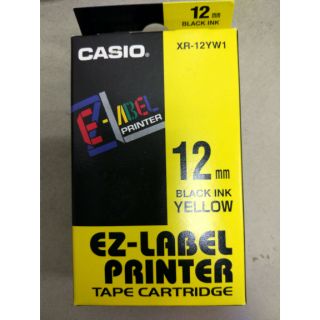 12 mm
BLACK INK
CASIO
XR-12YW1
EZ-LABEL
PRINTER
12 mm
BLACK INK
YELLOW
EZ-LABEL
PRINTER
TAPE CARTRIDGE